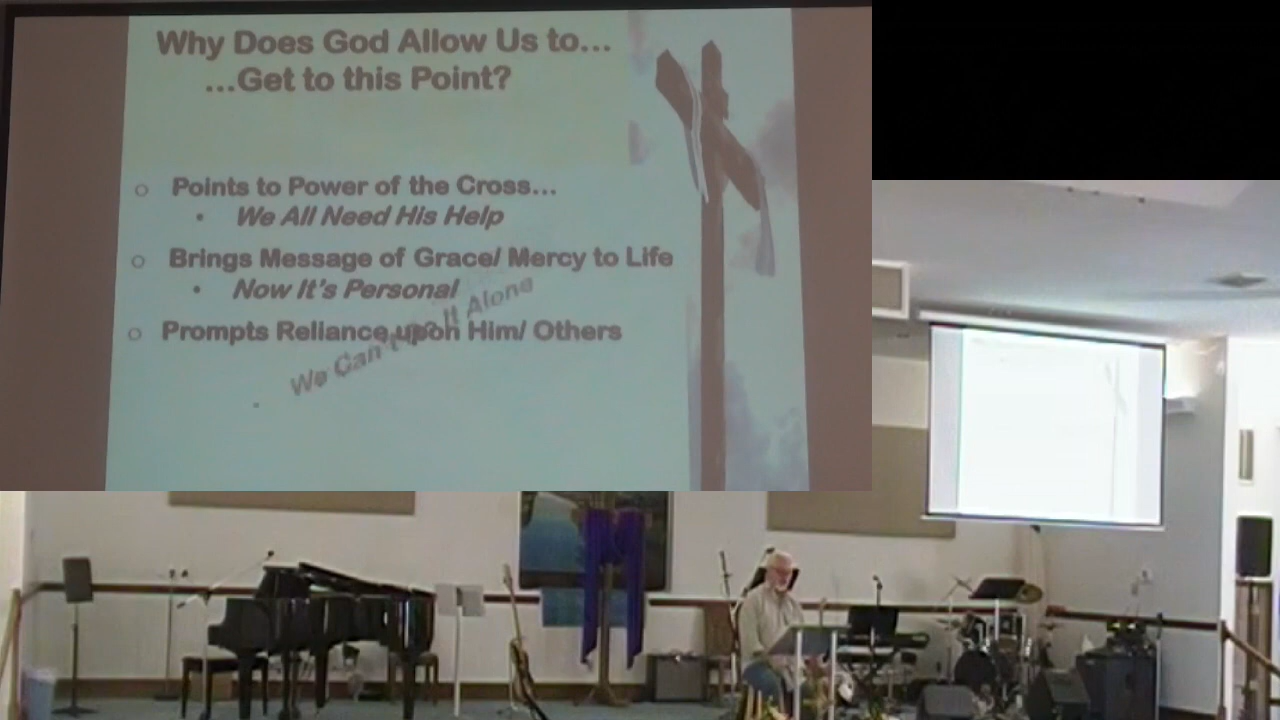 Why Does God Allow Us to...
...Get to this Point?
Points to Power of the Cross...
We All Need His Help
Brings Message of Grace/ Mercy to Life
Now It's Personal
Prompts Reliance upon Him/ Others
We Can't Do It Alone